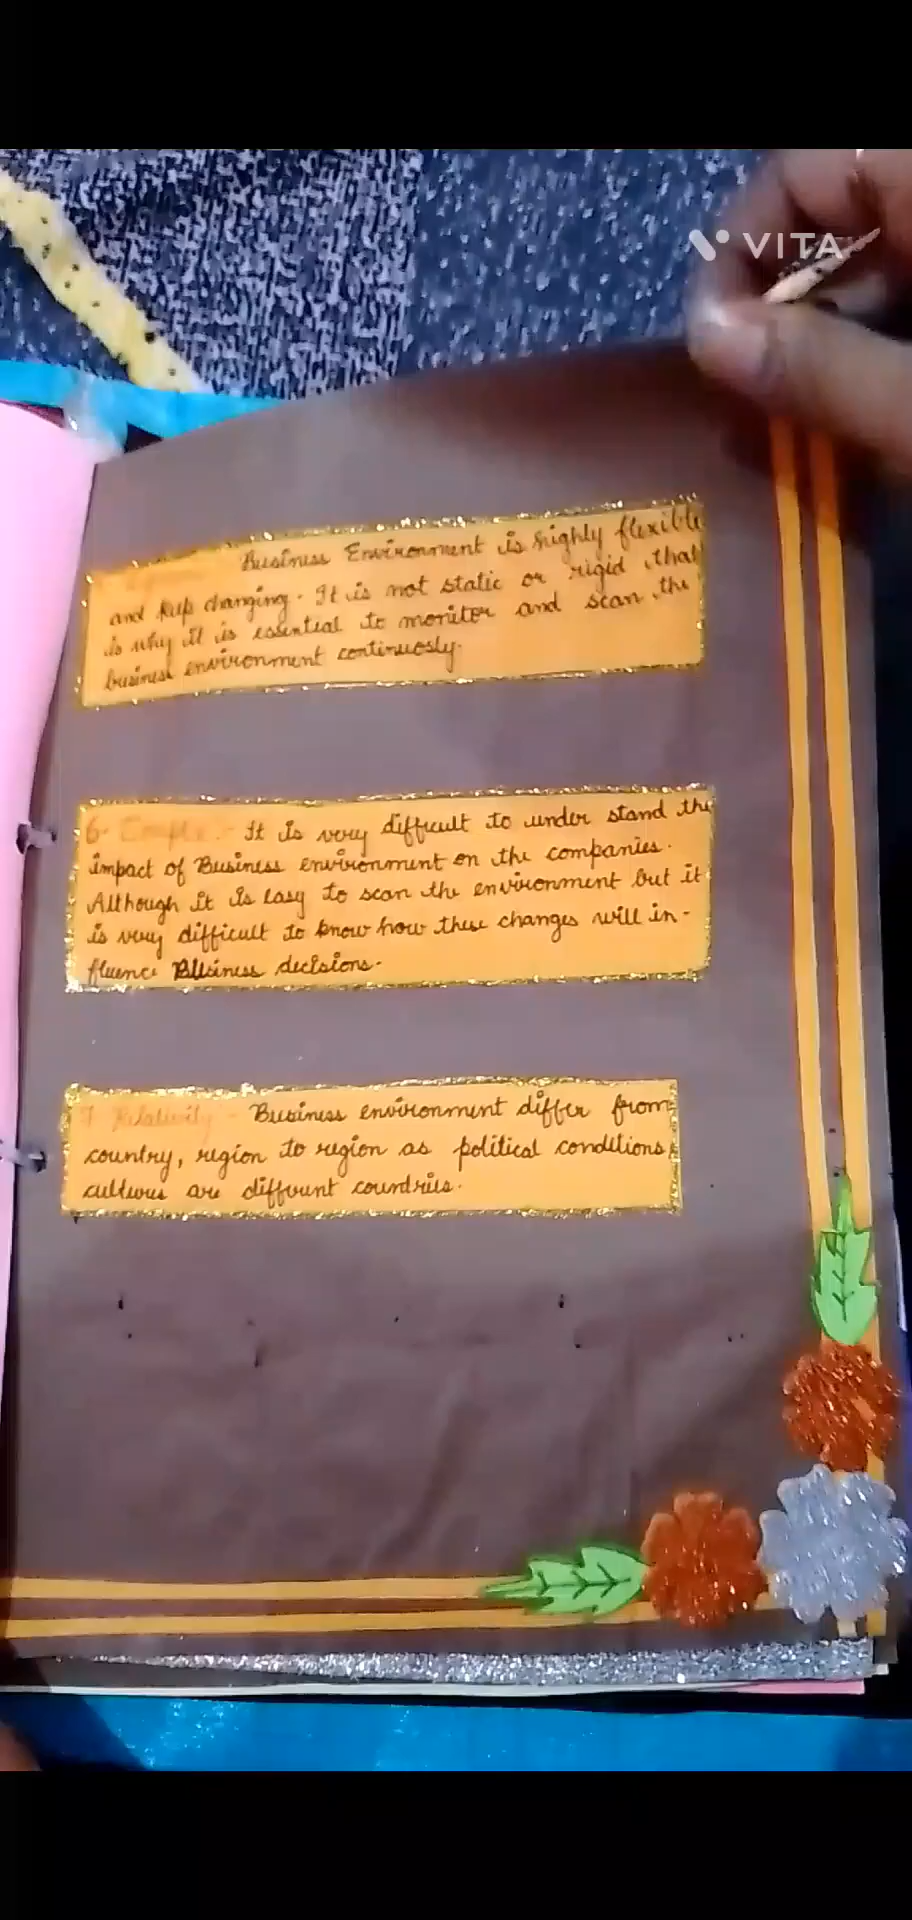 VITA
Business Environment is highly flexible
and keep changing. It is not static or rigid that
is why it is essential to monitor and scan the
business environment continuosly.
6. Complex :- It is very difficult to under stand the
impact of Business environment on the companies.
Although it is easy to scan the environment but it
is very difficult to know how these changes will in-
fluence Business decisions.
7 Relativity - Business environment differ from
country, region to region as political conditions,
cultures are different countries.